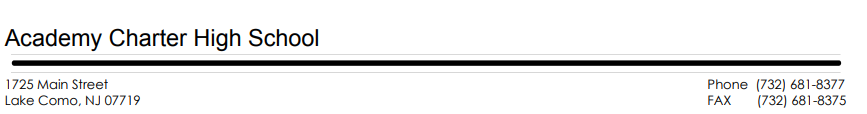 Academy Charter High School
1725 Main Street Phone (732) 681-8377
Lake Como, NJ 07719 FAX (732) 681-8375